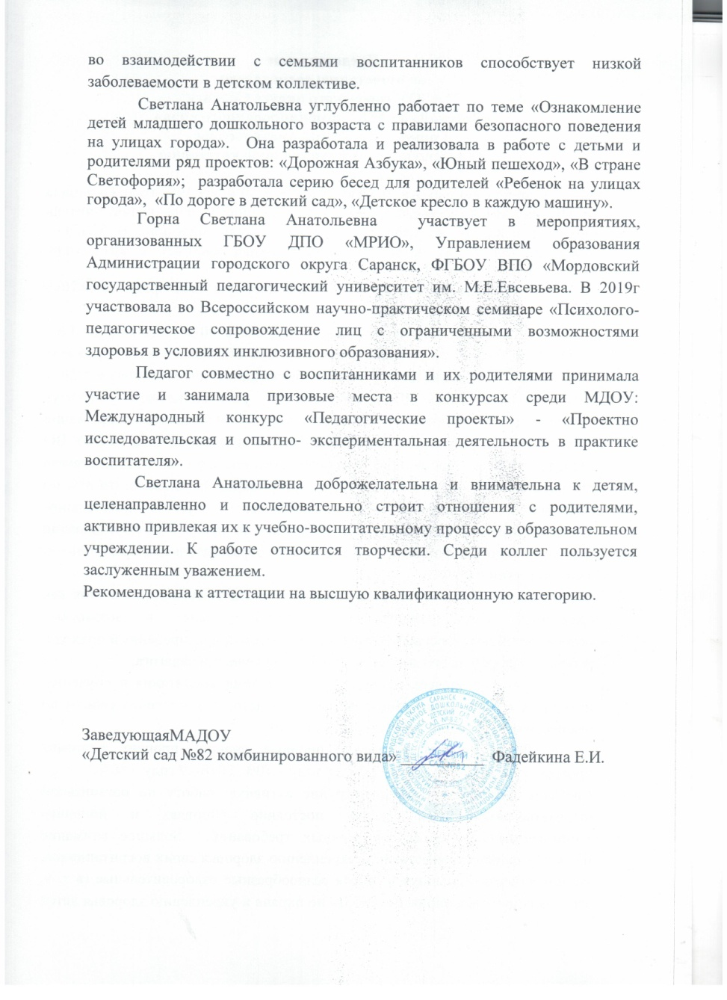 во взаимодействии с семьями воспитанников способствует низкой
заболеваемости в детском коллективе.
Светлана Анатольевна углубленно работает по теме «Ознакомление
детей младшего дошкольного возраста с правилами безопасного поведения
на улицах города». Она разработала и реализовала в работе с детьми и
родителями ряд проектов: «Дорожная Азбука», «Юный пешеход», «В стране
Светофория»; разработала серию бесед для родителей «Ребенок на улицах
города», «По дороге в детский сад», «Детское кресло в каждую машину».
Горна Светлана Анатольевна участвует в мероприятиях,
организованных ГБОУ ДПО «МРИО», Управлением образования
Администрации городского округа Саранск, ФГБОУ ВПО «Мордовский
государственный педагогический университет им. М.Е.Евсевьева. В 2019г
участвовала во Всероссийском научно-практическом семинаре «Психолого-
педагогическое сопровождение лиц с ограниченными возможностями
здоровья в условиях инклюзивного образования».
Педагог совместно с воспитанниками и их родителями принимала
участие и занимала призовые места в конкурсах среди МДОУ:
Международный конкурс «Педагогические проекты» - «Проектно
исследовательская и опытно- экспериментальная деятельность в практике
воспитателя».
Светлана Анатольевна доброжелательна и внимательна к детям,
целенаправленно и последовательно строит отношения с родителями,
активно привлекая их к учебно-воспитательному процессу в образовательном
учреждении. К работе относится творчески. Среди коллег пользуется
заслуженным уважением.
Рекомендована к аттестации на высшую квалификационную категорию.
ЗаведующаяМАДОУ
«Детский сад №82 комбинированного вида» __________ Фадейкина Е.И.